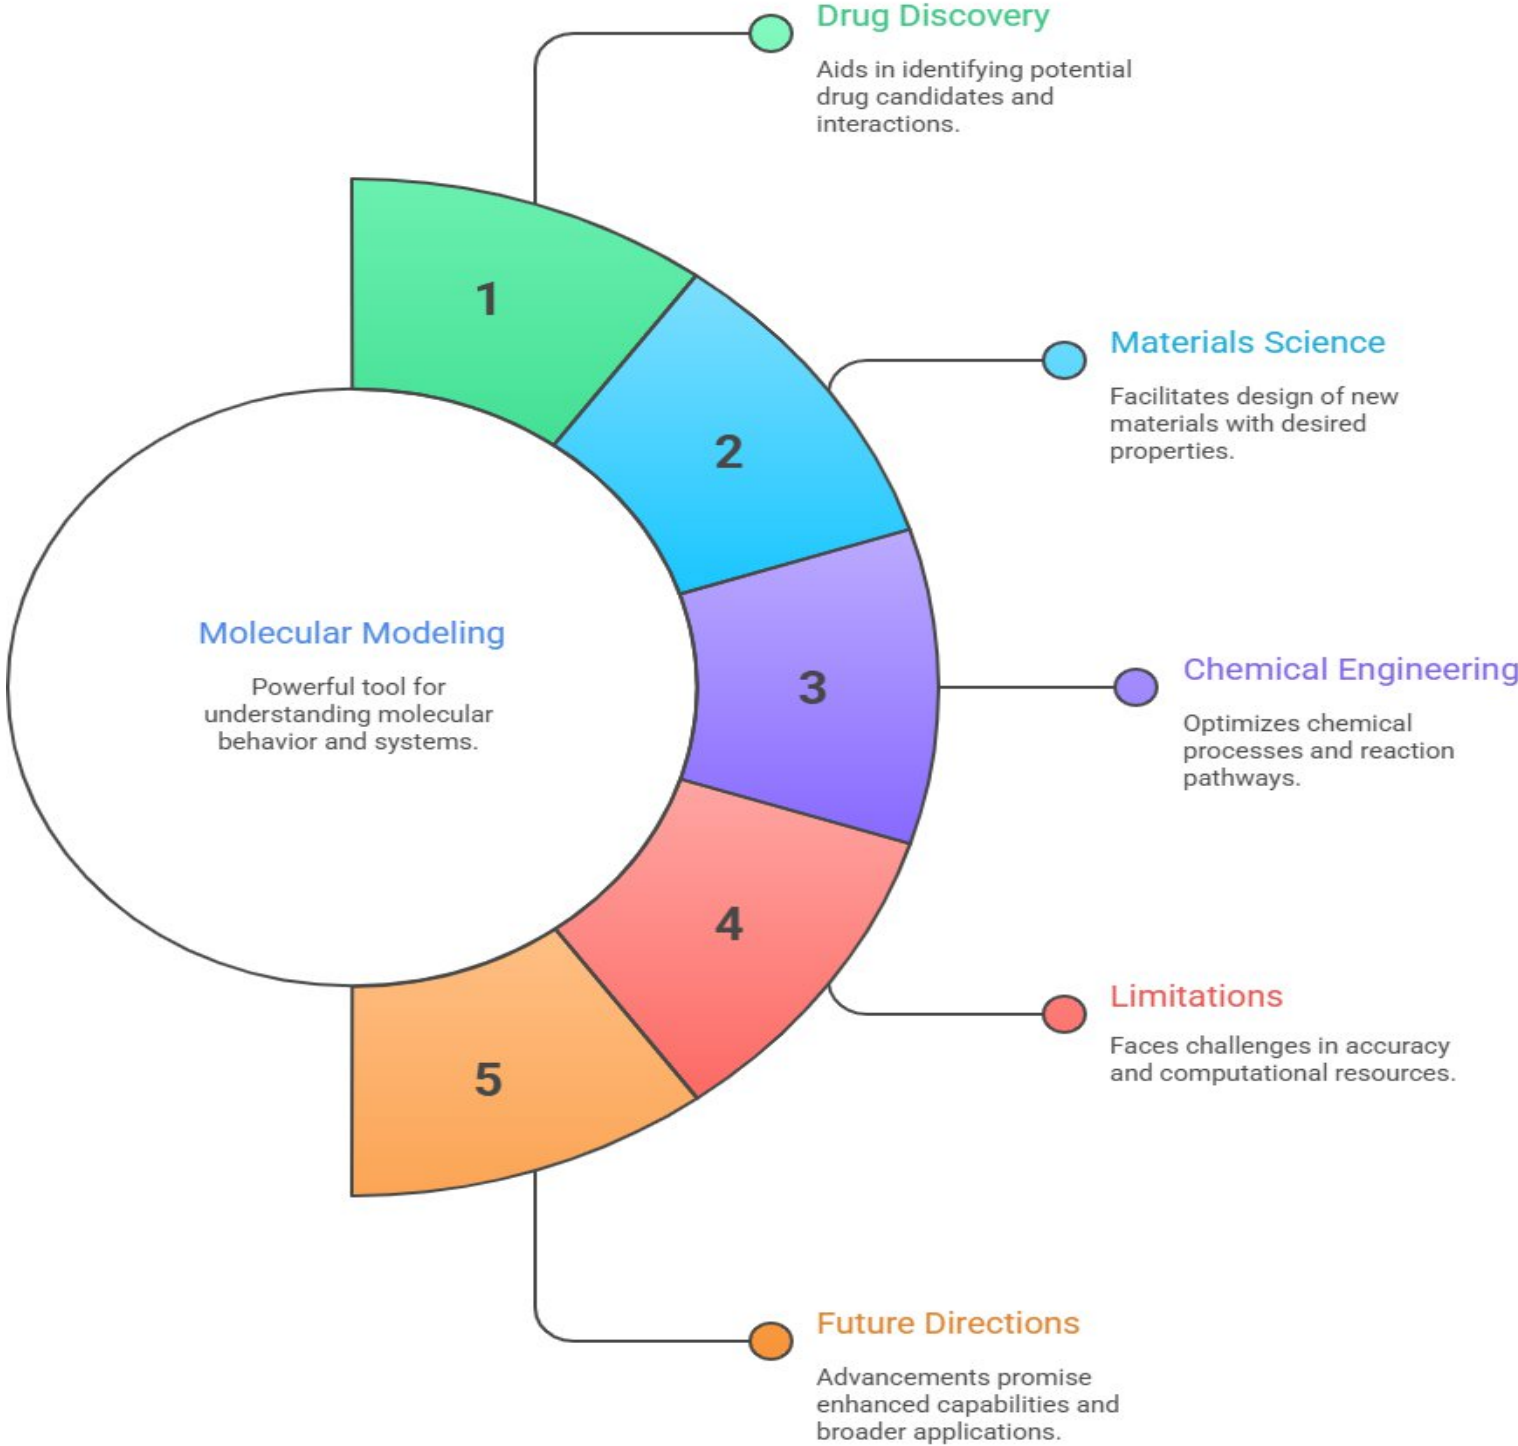 Drug Discovery
Aids in identifying potential
drug candidates and
interactions.
1
Materials Science
Facilitates design of new
materials with desired
properties.
2
Molecular Modeling
Powerful tool for
understanding molecular
behavior and systems.
3
Chemical Engineering
Optimizes chemical
processes and reaction
pathways.
4
Limitations
Faces challenges in accuracy
and computational resources.
5
Future Directions
Advancements promise
enhanced capabilities and
broader applications.